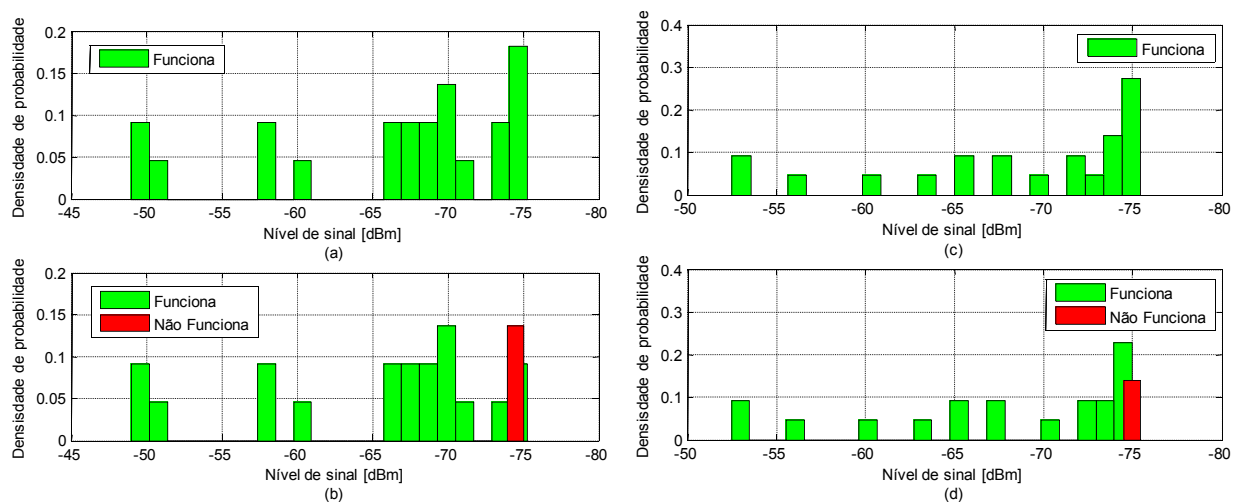 Densisdade de probabilidade
0.2
0.15
0.1
0.05
0
Funciona
-45
-50
-55
-60
-65
-70
-75
-80
Nível de sinal [dBm]
(a)
Densisdade de probabilidade
0.4
0.3
0.2
0.1
0
Funciona
-50
-55
-60
-65
-70
-75
-80
Nível de sinal [dBm]
(c)
Densisdade de probabilidade
0.2
0.15
0.1
0.05
0
Funciona
Não Funciona
-45
-50
-55
-60
-65
-70
-75
-80
Nível de sinal [dBm]
(b)
Densisdade de probabilidade
0.4
0.3
0.2
0.1
0
Funciona
Não Funciona
-50
-55
-60
-65
-70
-75
-80
Nível de sinal [dBm]
(d)